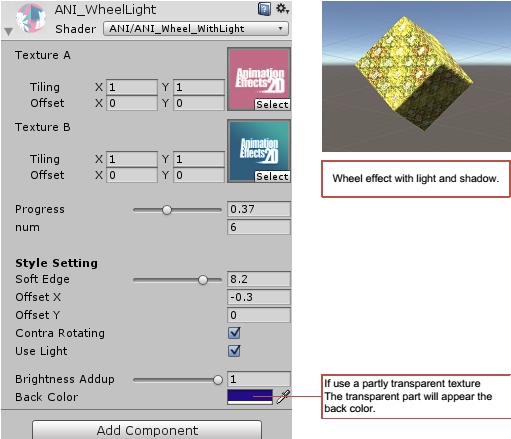 ANI_WheelLight
Shader ANI/ANI_Wheel_WithLight
Texture A
Tiling X 1 Y 1
Offset X 0 Y 0
Animation Effects 2D
Select
Texture B
Tiling X 1 Y 1
Offset X 0 Y 0
Animation Effects 2D
Select
Progress 0.37
num 6
Style Setting
Soft Edge 8.2
Offset X -0.3
Offset Y 0
Contra Rotating
Use Light
Brightness Addup 1
Back Color
Add Component
Wheel effect with light and shadow.
If use a partly transparent texture
The transparent part will appear the
back color.